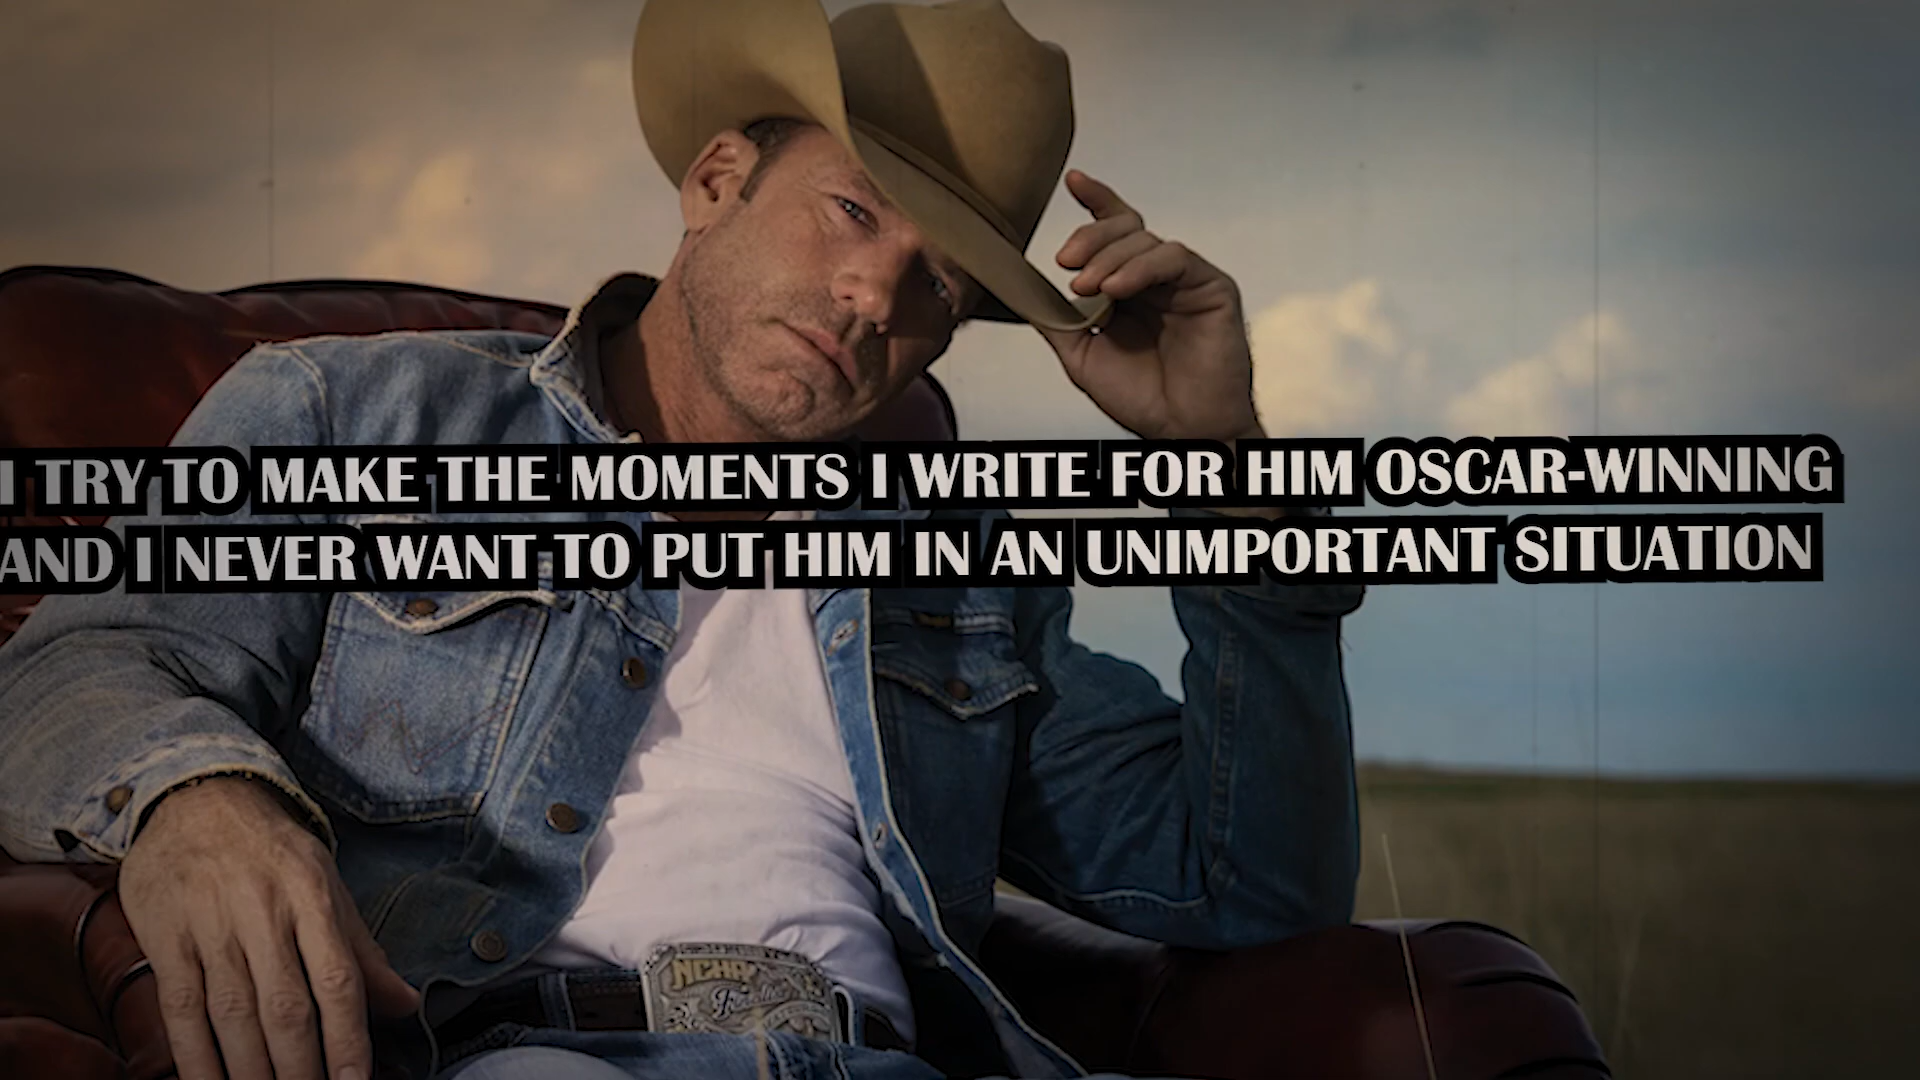 I TRY TO MAKE THE MOMENTS I WRITE FOR HIM OSCAR-WINNING
AND I NEVER WANT TO PUT HIM IN AN UNIMPORTANT SITUATION
NCHA